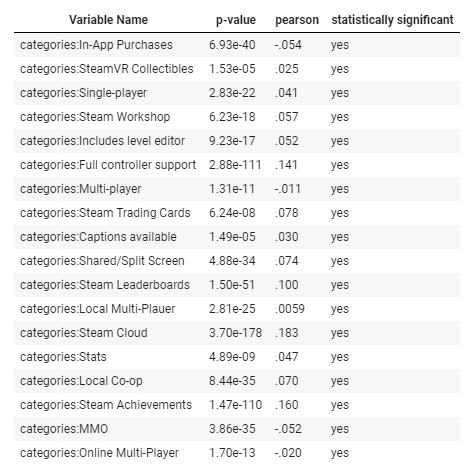 Variable Name p-value pearson statistically significant
categories:In-App Purchases 6.93e-40 -.054 yes
categories:SteamVR Collectibles 1.53e-05 .025 yes
categories:Single-player 2.83e-22 .041 yes
categories:Steam Workshop 6.23e-18 .057 yes
categories:Includes level editor 9.23e-17 .052 yes
categories:Full controller support 2.88e-111 .141 yes
categories:Multi-player 1.31e-11 -.011 yes
categories:Steam Trading Cards 6.24e-08 .078 yes
categories:Captions available 1.49e-05 .030 yes
categories:Shared/Split Screen 4.88e-34 .074 yes
categories:Steam Leaderboards 1.50e-51 .100 yes
categories:Local Multi-Plauer 2.81e-25 .0059 yes
categories:Steam Cloud 3.70e-178 .183 yes
categories:Stats 4.89e-09 .047 yes
categories:Local Co-op 8.44e-35 .070 yes
categories:Steam Achievements 1.47e-110 .160 yes
categories:MMO 3.86e-35 -.052 yes
categories:Online Multi-Player 1.70e-13 -.020 yes